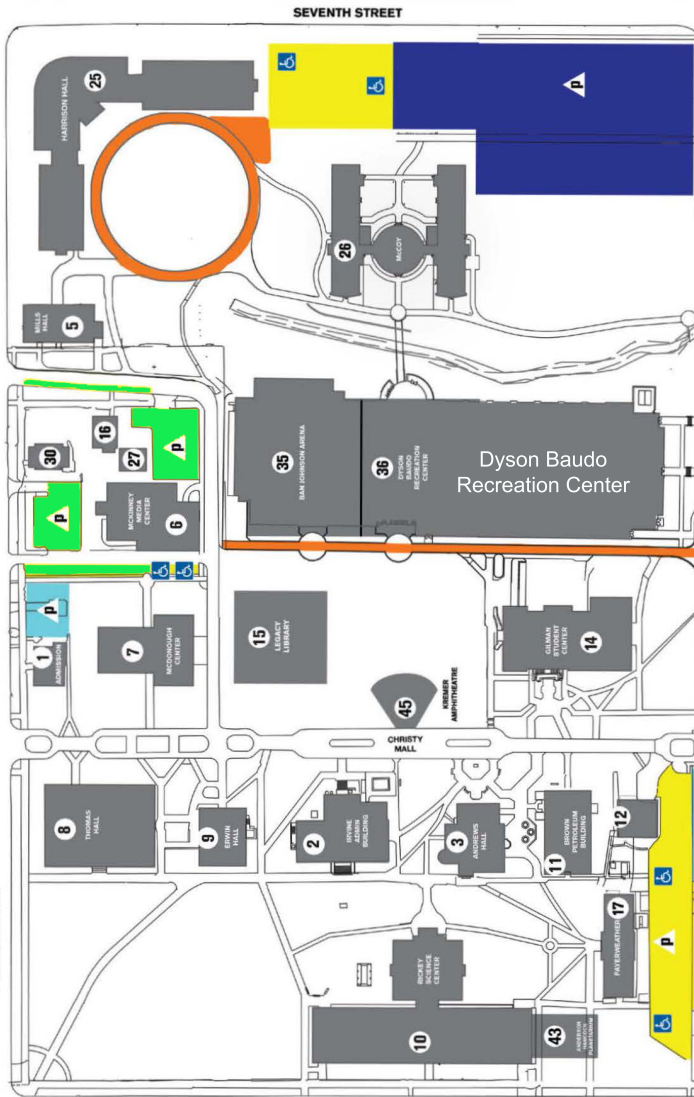 SEVENTH STREET
25
HARRISON HALL
P
26
McCOY
MILLS
HALL
5
16
30
27
P
P
MCKINNEY
MEDIA
CENTER
6
35
BAN JOHNSON ARENA
36
DYSON
BAUDO
RECREATION
CENTER
Dyson Baudo
Recreation Center
P
1
ADMISSION
7
MCDONOUGH
CENTER
15
LEGACY
LIBRARY
GILMAN
STUDENT
CENTER
14
45
KREMER
AMPHITHEATRE
CHRISTY
MALL
8
THOMAS
HALL
9
ERWIN
HALL
2
IRVINE
ADMIN
BUILDING
3
ANDREWS
HALL
BROWN
PETROLEUM
BUILDING
11
12
17
FAYERWEATHER
P
RICKEY
SCIENCE
CENTER
10
43
ANDERSON
HANCOCK
PLANETARIUM